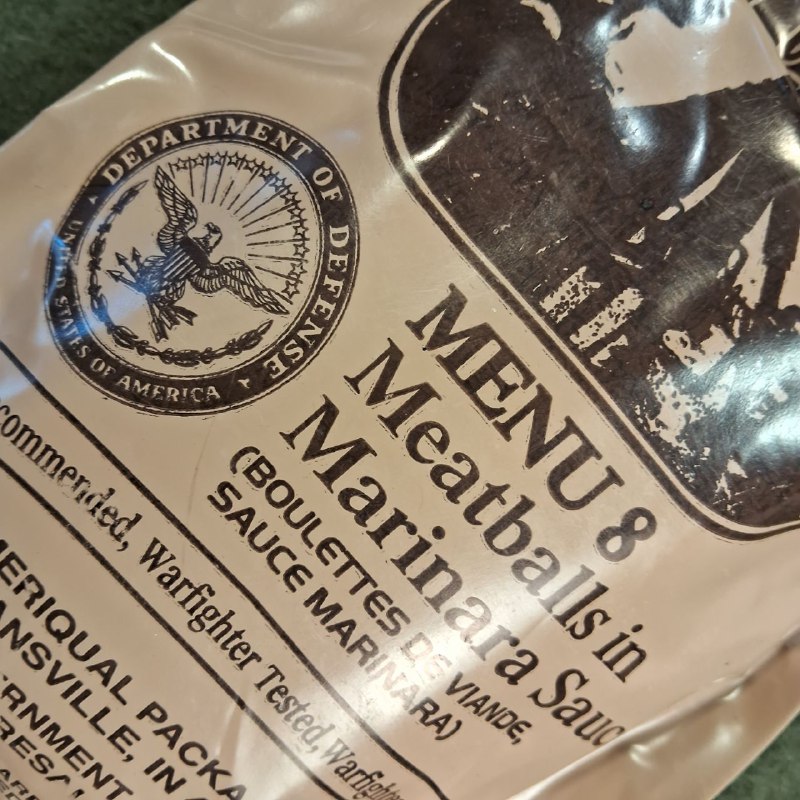 DEPARTMENT OF DEFENSE
UNITED STATES OF AMERICA
MENU 8
Meatballs in
Marinara Sauc
(BOULETTES DE VIANDE,
SAUCE MARINARA)
commended, Warfighter Tested, Warfighter
MERIQUAL PACKA
ANSVILLE, IN
ERNMENT
RESA